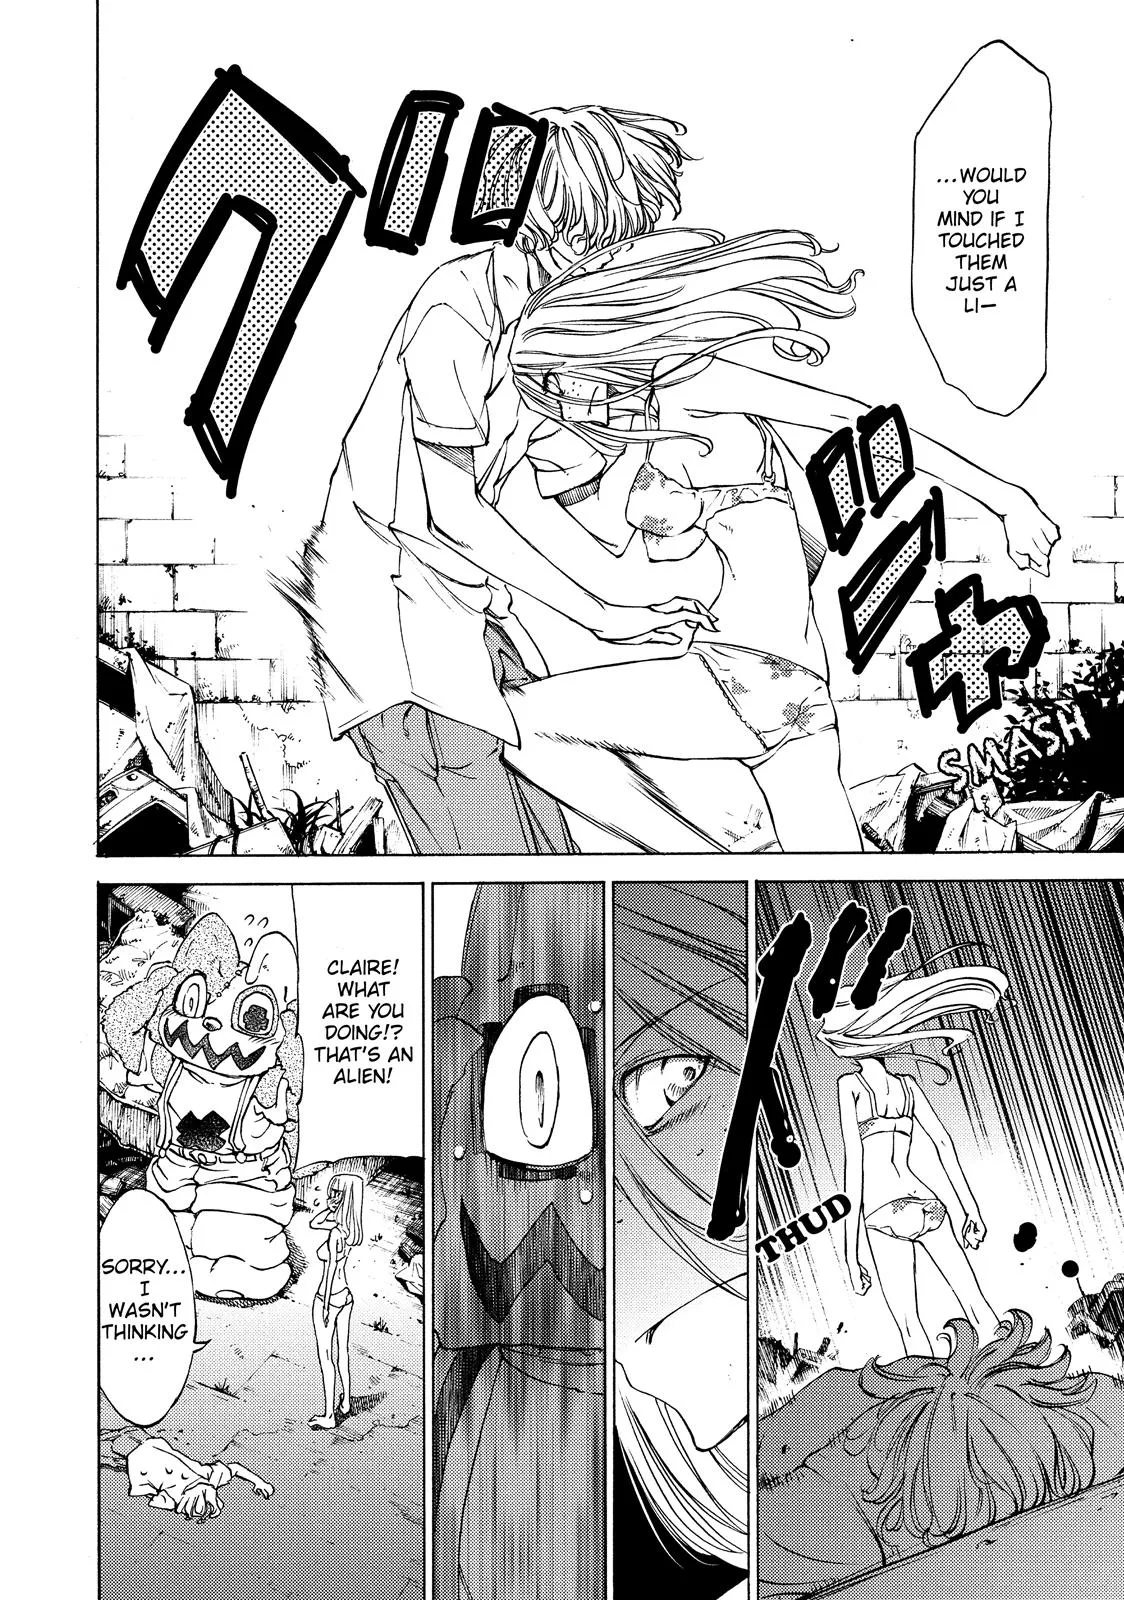 ...WOULD
YOU
MIND IF I
TOUCHED
THEM
JUST A
LI—
SMASH
THUD
CLAIRE!
WHAT
ARE YOU
DOING!?
THAT'S AN
ALIEN!
SORRY...
I
WASN'T
THINKING
...